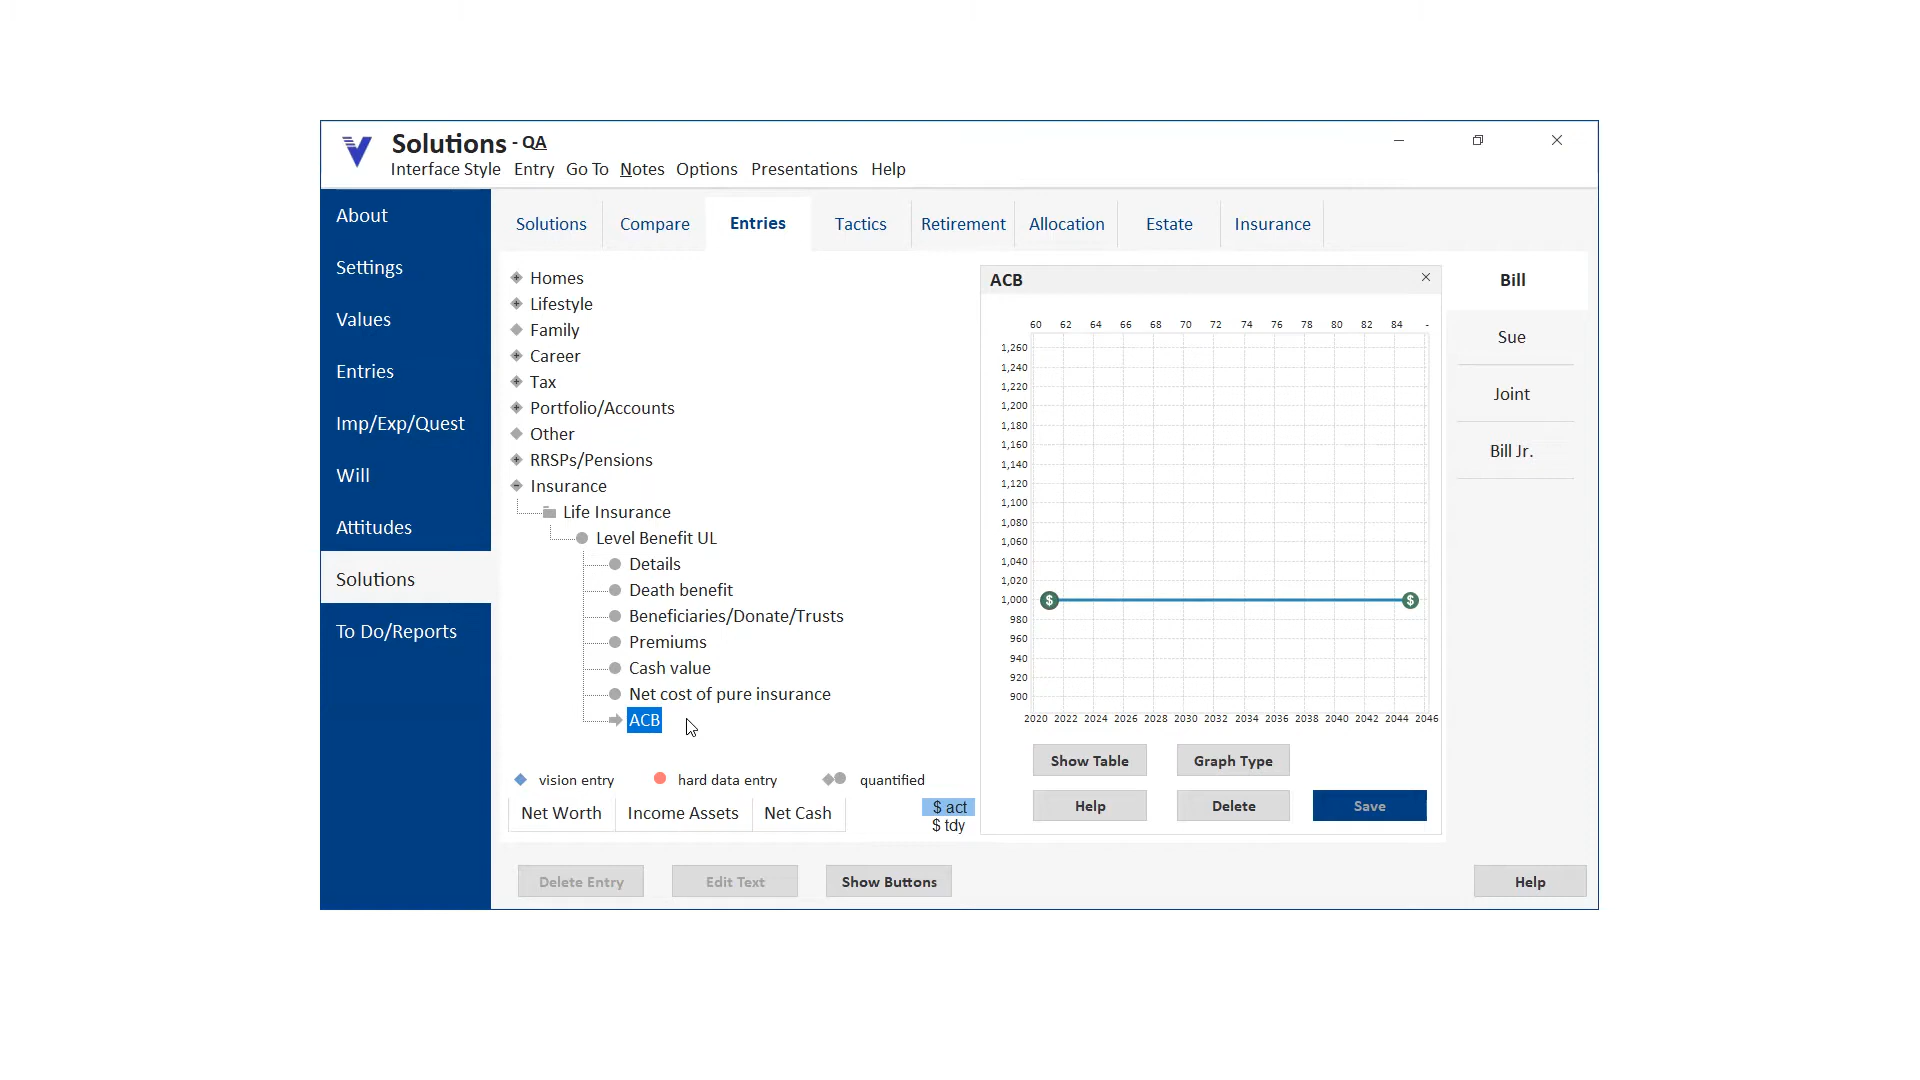 Solutions - QA
Interface Style Entry Go To Notes Options Presentations Help
About
Settings
Values
Entries
Imp/Exp/Quest
Will
Attitudes
Solutions
To Do/Reports
Solutions Compare Entries Tactics Retirement Allocation Estate Insurance
Homes
Lifestyle
Family
Career
Tax
Portfolio/Accounts
Other
RRSPs/Pensions
Insurance
Life Insurance
Level Benefit UL
Details
Death benefit
Beneficiaries/Donate/Trusts
Premiums
Cash value
Net cost of pure insurance
ACB
vision entry hard data entry quantified
Net Worth Income Assets Net Cash
$ act
$ tdy
ACB
60 62 64 66 68 70 72 74 76 78 80 82 84 -
1,260
1,240
1,220
1,200
1,180
1,160
1,140
1,120
1,100
1,080
1,060
1,040
1,020
1,000 $ $
980
960
940
920
900
2020 2022 2024 2026 2028 2030 2032 2034 2036 2038 2040 2042 2044 2046
Show Table Graph Type
Help Delete Save
Bill
Sue
Joint
Bill Jr.
Delete Entry Edit Text Show Buttons Help